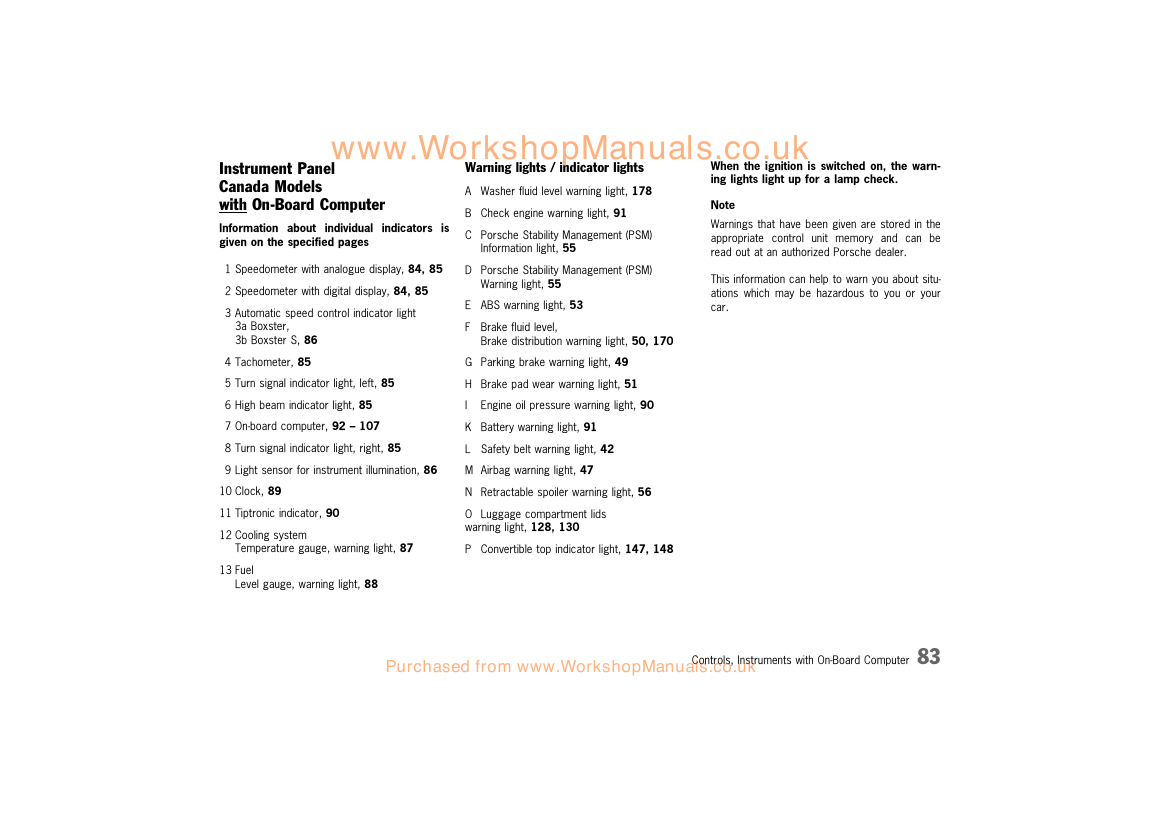 www.WorkshopManuals.co.uk
Instrument Panel
Canada Models
with On-Board Computer
Information about individual indicators is
given on the specified pages
1 Speedometer with analogue display, 84, 85
2 Speedometer with digital display, 84, 85
3 Automatic speed control indicator light
3a Boxster,
3b Boxster S, 86
4 Tachometer, 85
5 Turn signal indicator light, left, 85
6 High beam indicator light, 85
7 On-board computer, 92 – 107
8 Turn signal indicator light, right, 85
9 Light sensor for instrument illumination, 86
10 Clock, 89
11 Tiptronic indicator, 90
12 Cooling system
Temperature gauge, warning light, 87
13 Fuel
Level gauge, warning light, 88
Warning lights / indicator lights
A Washer fluid level warning light, 178
B Check engine warning light, 91
C Porsche Stability Management (PSM)
Information light, 55
D Porsche Stability Management (PSM)
Warning light, 55
E ABS warning light, 53
F Brake fluid level,
Brake distribution warning light, 50, 170
G Parking brake warning light, 49
H Brake pad wear warning light, 51
I Engine oil pressure warning light, 90
K Battery warning light, 91
L Safety belt warning light, 42
M Airbag warning light, 47
N Retractable spoiler warning light, 56
O Luggage compartment lids
warning light, 128, 130
P Convertible top indicator light, 147, 148
When the ignition is switched on, the warn-
ing lights light up for a lamp check.
Note
Warnings that have been given are stored in the
appropriate control unit memory and can be
read out at an authorized Porsche dealer.
This information can help to warn you about situ-
ations which may be hazardous to you or your
car.
Controls, Instruments with On-Board Computer 83
Purchased from www.WorkshopManuals.co.uk